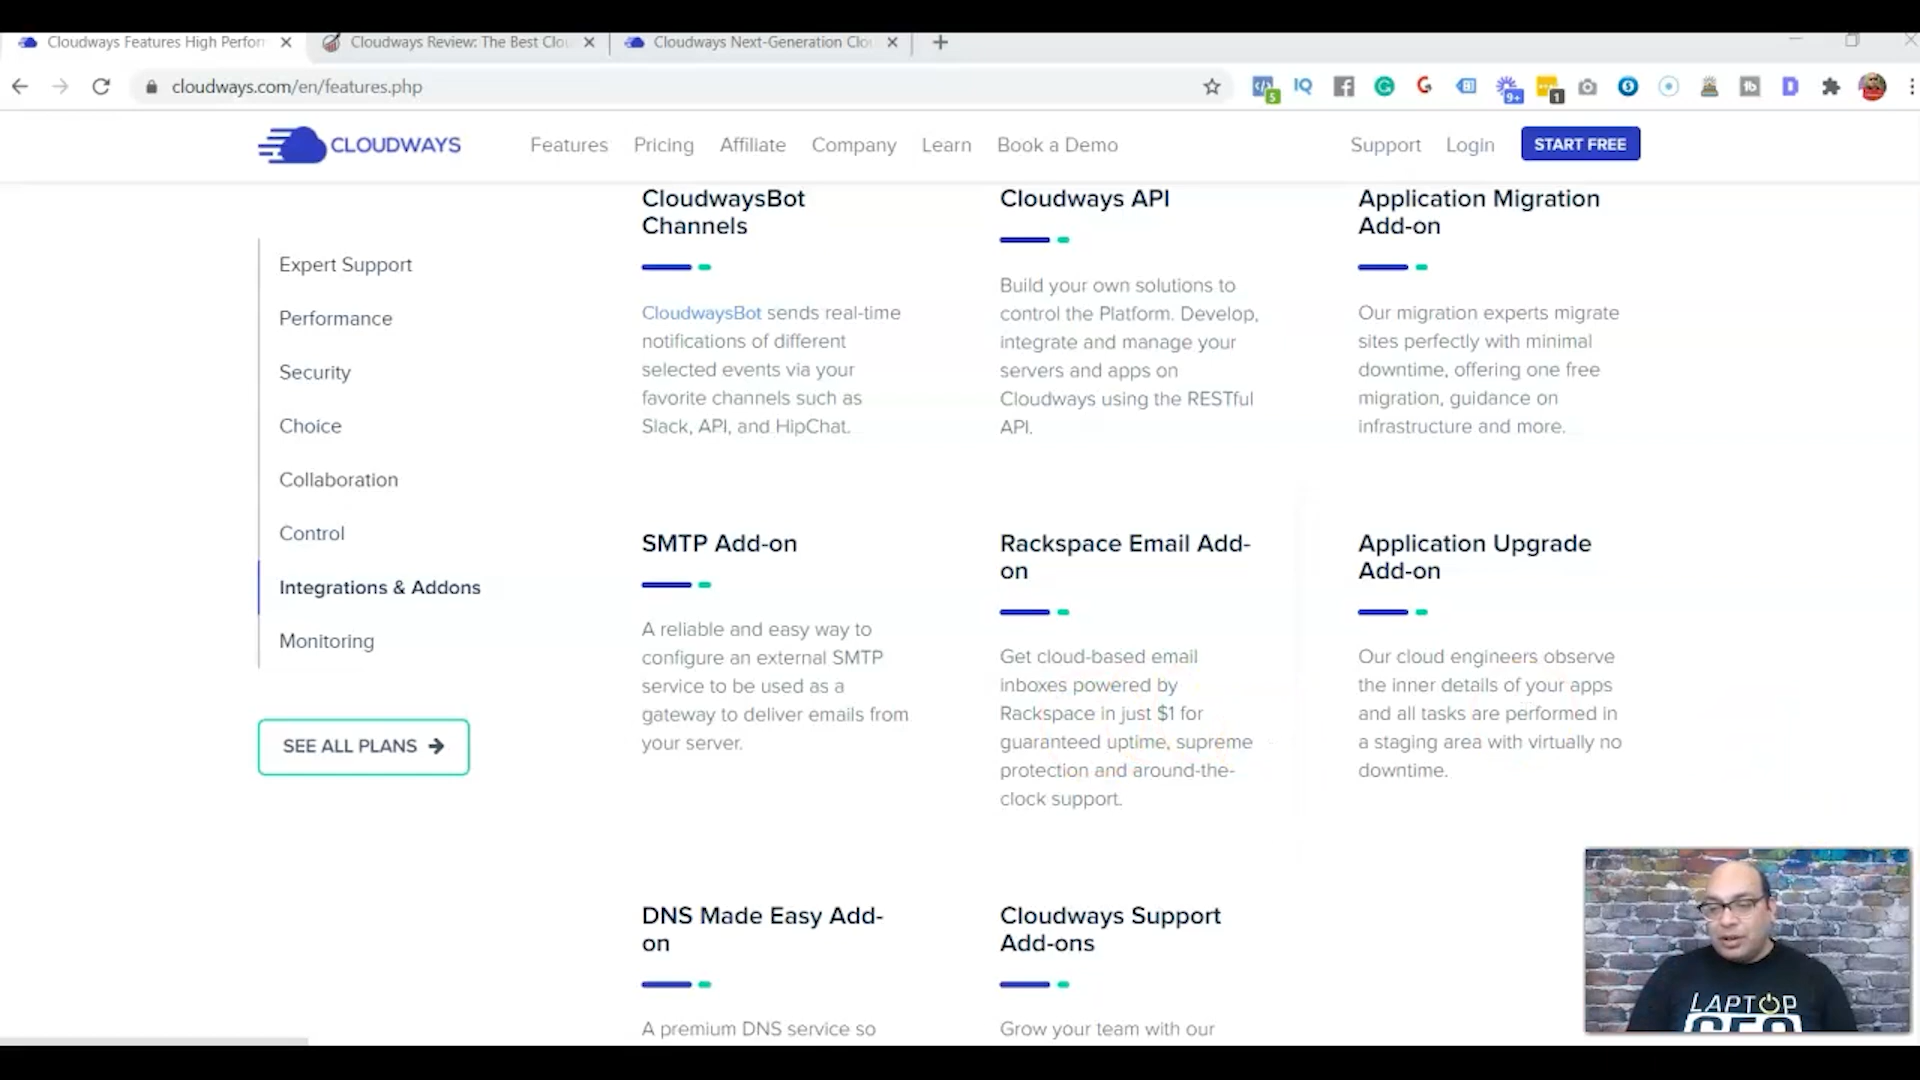 Cloudways Features High Perfor
Cloudways Review: The Best Clo
Cloudways Next-Generation Clo
cloudways.com/en/features.php
5
IQ
9+
1
CLOUDWAYS
Features
Pricing
Affiliate
Company
Learn
Book a Demo
Support
Login
START FREE
Expert Support
Performance
Security
Choice
Collaboration
Control
Integrations & Addons
Monitoring
SEE ALL PLANS
CloudwaysBot
Channels
CloudwaysBot sends real-time
notifications of different
selected events via your
favorite channels such as
Slack, API, and HipChat.
Cloudways API
Build your own solutions to
control the Platform. Develop,
integrate and manage your
servers and apps on
Cloudways using the RESTful
API.
Application Migration
Add-on
Our migration experts migrate
sites perfectly with minimal
downtime, offering one free
migration, guidance on
infrastructure and more.
SMTP Add-on
A reliable and easy way to
configure an external SMTP
service to be used as a
gateway to deliver emails from
your server.
Rackspace Email Add-
on
Get cloud-based email
inboxes powered by
Rackspace in just $1 for
guaranteed uptime, supreme
protection and around-the-
clock support.
Application Upgrade
Add-on
Our cloud engineers observe
the inner details of your apps
and all tasks are performed in
a staging area with virtually no
downtime.
DNS Made Easy Add-
on
A premium DNS service so
Cloudways Support
Add-ons
Grow your team with our
LAPTOP
CEO